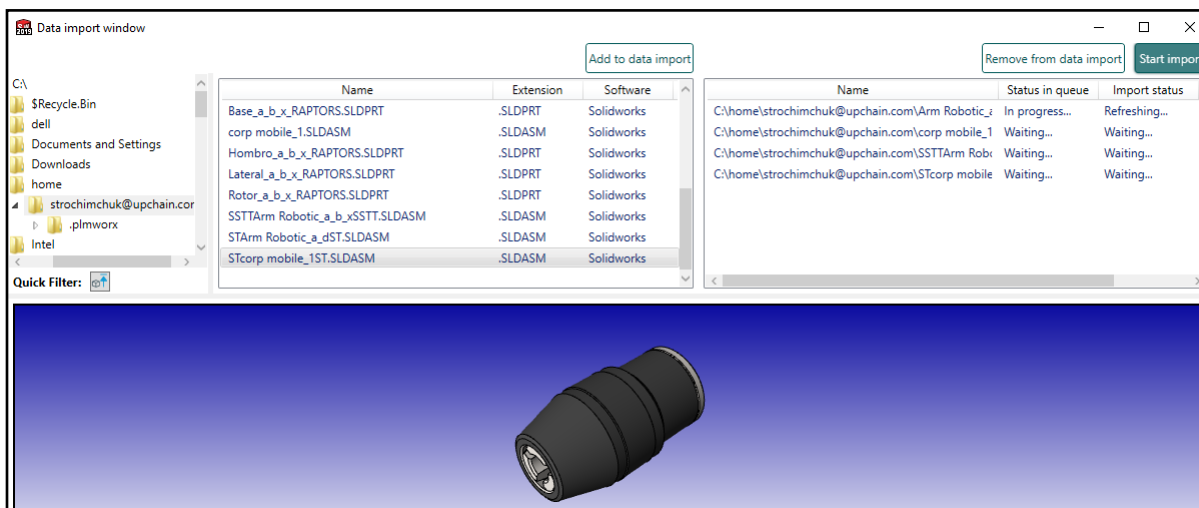 Data import window
Add to data import
Remove from data import
Start impor
C:\
$Recycle.Bin
dell
Documents and Settings
Downloads
home
strochimchuk@upchain.cor
.plmworx
Intel
Quick Filter:
Name Extension Software
Base_a_b_x_RAPTORS.SLDPRT .SLDPRT Solidworks
corp mobile_1.SLDASM .SLDASM Solidworks
Hombro_a_b_x_RAPTORS.SLDPRT .SLDPRT Solidworks
Lateral_a_b_x_RAPTORS.SLDPRT .SLDPRT Solidworks
Rotor_a_b_x_RAPTORS.SLDPRT .SLDPRT Solidworks
SSTTArm Robotic_a_b_xSSTT.SLDASM .SLDASM Solidworks
STArm Robotic_a_dST.SLDASM .SLDASM Solidworks
STcorp mobile_1ST.SLDASM .SLDASM Solidworks
Name Status in queue Import status
C:\home\strochimchuk@upchain.com\Arm Robotic_a In progress... Refreshing...
C:\home\strochimchuk@upchain.com\corp mobile_1 Waiting... Waiting...
C:\home\strochimchuk@upchain.com\SSTTArm Robo Waiting... Waiting...
C:\home\strochimchuk@upchain.com\STcorp mobile Waiting... Waiting...